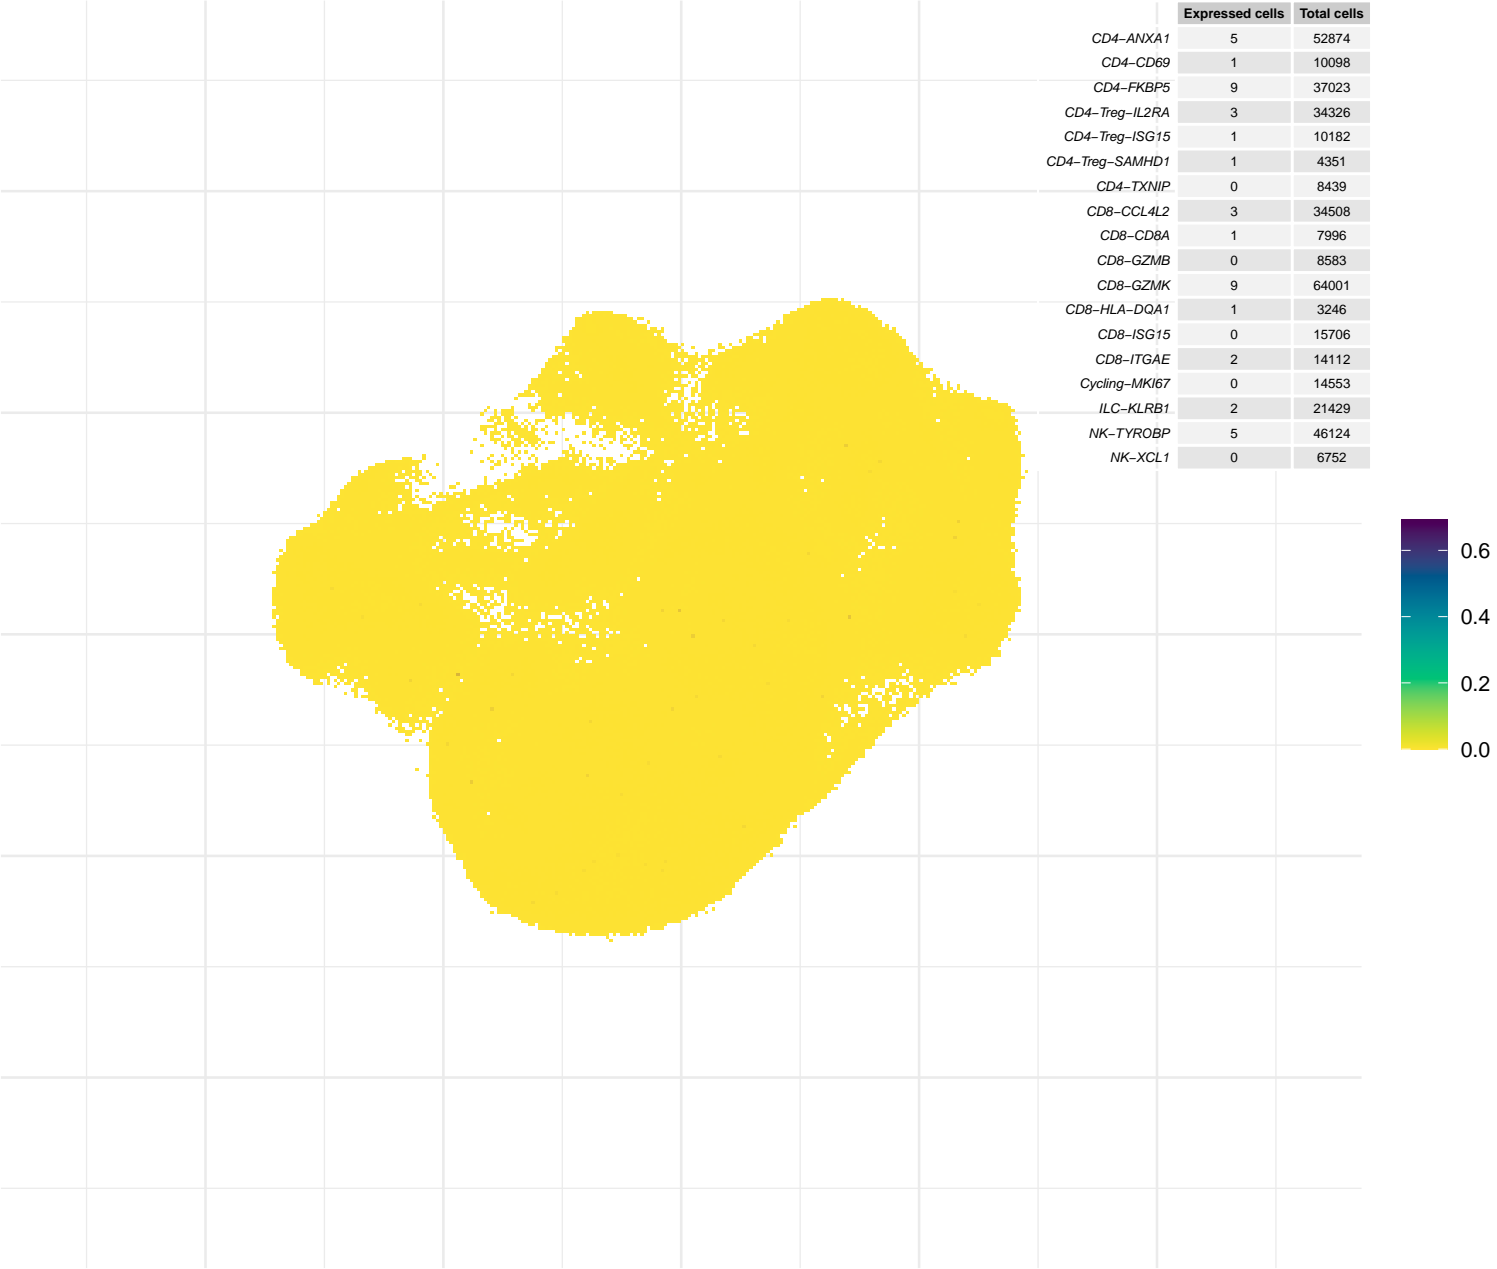 Expressed cells Total cells
CD4−ANXA1 5 52874
CD4−CD69 1 10098
CD4−FKBP5 9 37023
CD4−Treg−IL2RA 3 34326
CD4−Treg−ISG15 1 10182
CD4−Treg−SAMHD1 1 4351
CD4−TXNIP 0 8439
CD8−CCL4L2 3 34508
CD8−CD8A 1 7996
CD8−GZMB 0 8583
CD8−GZMK 9 64001
CD8−HLA−DQA1 1 3246
CD8−ISG15 0 15706
CD8−ITGAE 2 14112
Cycling−MKI67 0 14553
ILC−KLRB1 2 21429
NK−TYROBP 5 46124
NK−XCL1 0 6752
0.6
0.4
0.2
0.0